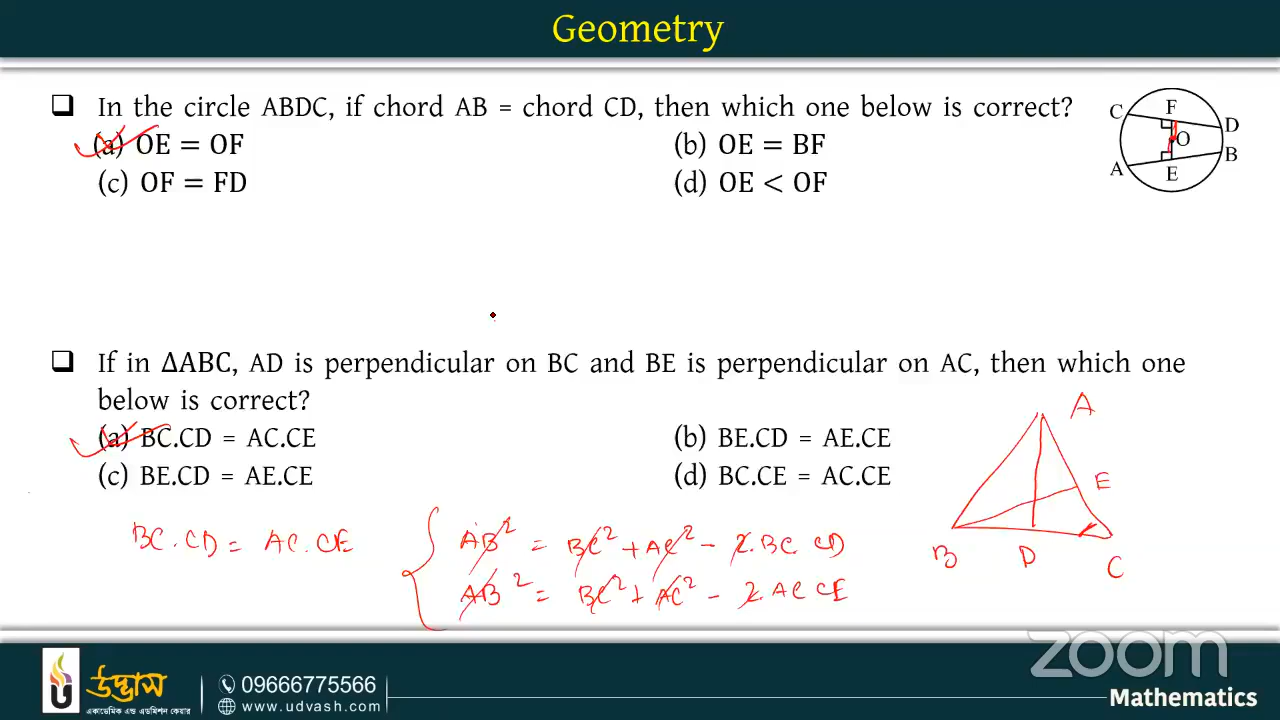 Geometry
❑ In the circle ABDC, if chord AB = chord CD, then which one below is correct?
(a) OE = OF (b) OE = BF
(c) OF = FD (d) OE < OF
C F D
O
A E B
❑ If in ΔABC, AD is perpendicular on BC and BE is perpendicular on AC, then which one
below is correct?
(a) BC.CD = AC.CE (b) BE.CD = AE.CE
(c) BE.CD = AE.CE (d) BC.CE = AC.CE
A
E
B D C
BC.CD = AC.CE
AB² = BC² + AC² - 2.BC.CD
AB² = BC² + AC² - 2.AC CE
zoom
উদ্ভাস
একাডেমিক এন্ড এডমিশন কেয়ার
09666775566
www.udvash.com
Mathematics